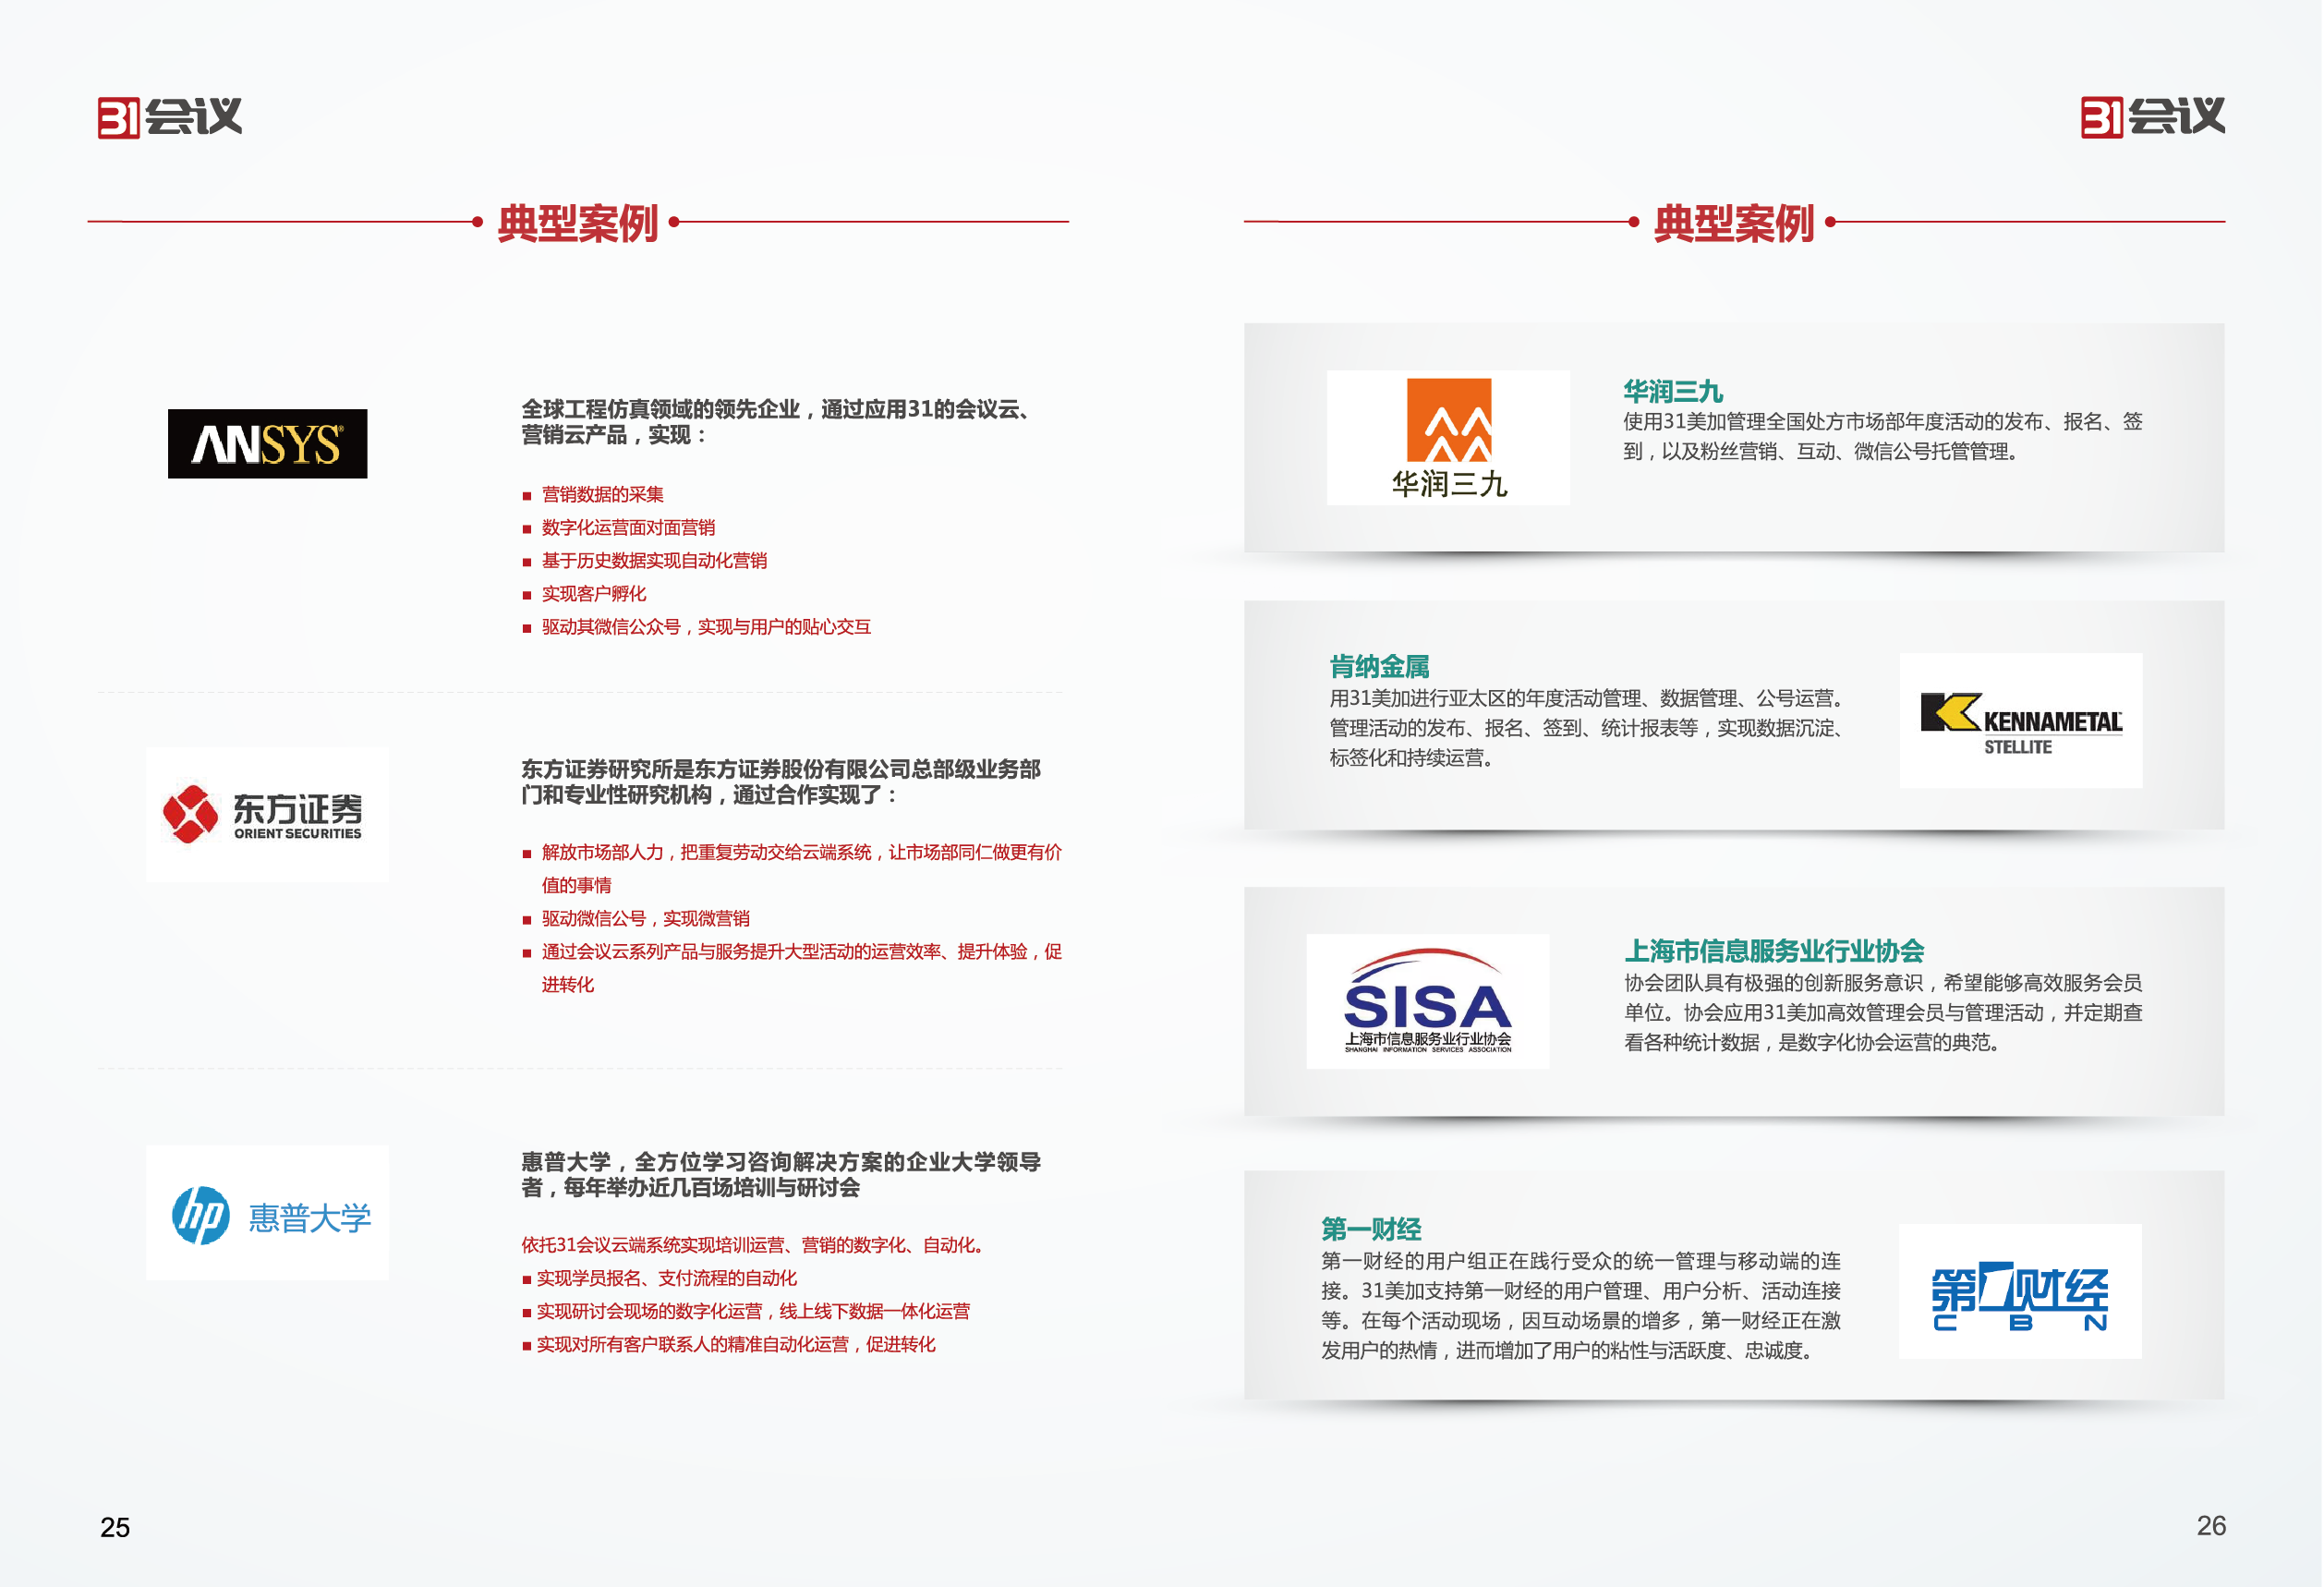 31会议
典型案例
ANSYS®
全球工程仿真领域的领先企业，通过应用31的会议云、
营销云产品，实现：
■ 营销数据的采集
■ 数字化运营面对面营销
■ 基于历史数据实现自动化营销
■ 实现客户孵化
■ 驱动其微信公众号，实现与用户的贴心交互
东方证券
ORIENT SECURITIES
东方证券研究所是东方证券股份有限公司总部级业务部
门和专业性研究机构，通过合作实现了：
■ 解放市场部人力，把重复劳动交给云端系统，让市场部同仁做更有价
值的事情
■ 驱动微信公号，实现微营销
■ 通过会议云系列产品与服务提升大型活动的运营效率、提升体验，促
进转化
hp 惠普大学
惠普大学，全方位学习咨询解决方案的企业大学领导
者，每年举办近几百场培训与研讨会
依托31会议云端系统实现培训运营、营销的数字化、自动化。
■ 实现学员报名、支付流程的自动化
■ 实现研讨会现场的数字化运营，线上线下数据一体化运营
■ 实现对所有客户联系人的精准自动化运营，促进转化
25
31会议
典型案例
华润三九
华润三九
使用31美加管理全国处方市场部年度活动的发布、报名、签
到，以及粉丝营销、互动、微信公号托管管理。
肯纳金属
用31美加进行亚太区的年度活动管理、数据管理、公号运营。
管理活动的发布、报名、签到、统计报表等，实现数据沉淀、
标签化和持续运营。
KENNAMETAL
STELLITE
SISA
上海市信息服务业行业协会
SHANGHAI INFORMATION SERVICES ASSOCIATION
上海市信息服务业行业协会
协会团队具有极强的创新服务意识，希望能够高效服务会员
单位。协会应用31美加高效管理会员与管理活动，并定期查
看各种统计数据，是数字化协会运营的典范。
第一财经
第一财经的用户组正在践行受众的统一管理与移动端的连
接。31美加支持第一财经的用户管理、用户分析、活动连接
等。在每个活动现场，因互动场景的增多，第一财经正在激
发用户的热情，进而增加了用户的粘性与活跃度、忠诚度。
第1财经
CBN
26